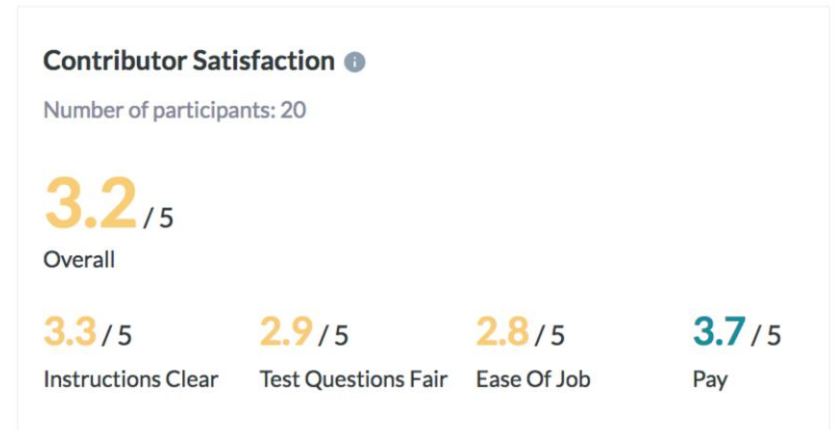 Contributor Satisfaction i
Number of participants: 20
3.2 / 5
Overall
3.3 / 5 2.9 / 5 2.8 / 5 3.7 / 5
Instructions Clear Test Questions Fair Ease Of Job Pay